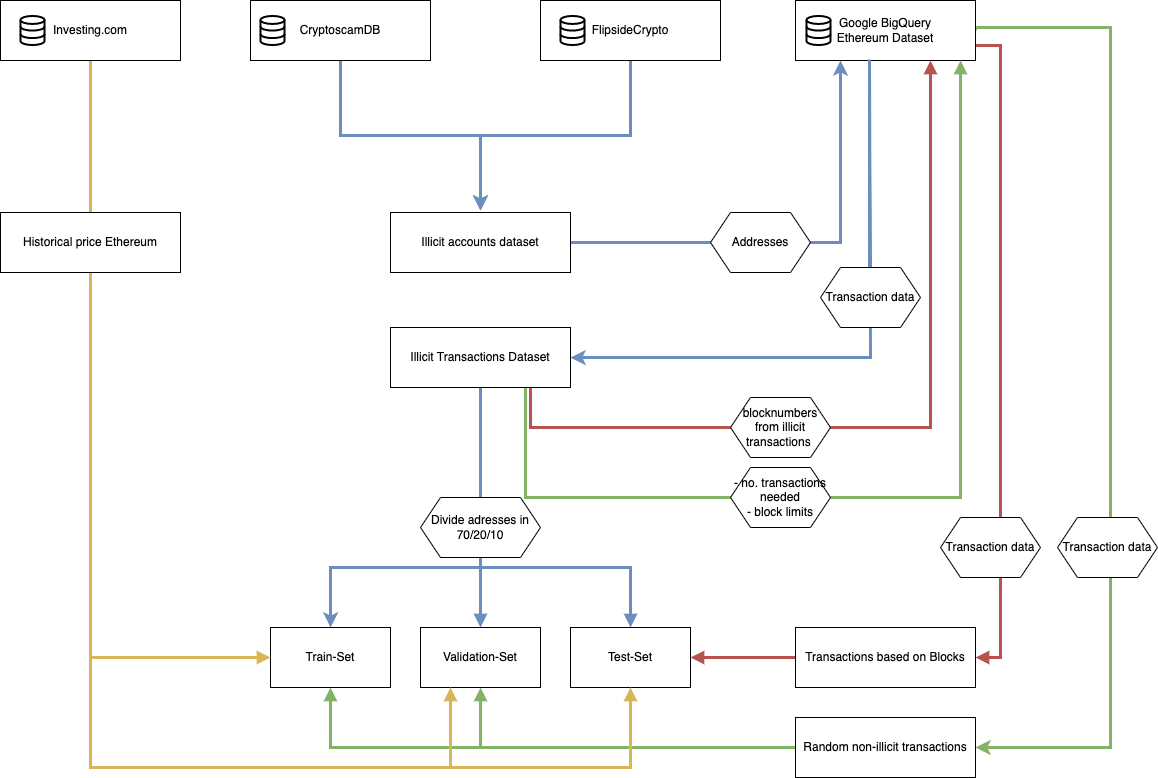 Investing.com
CryptoscamDB
FlipsideCrypto
Google BigQuery
Ethereum Dataset
Historical price Ethereum
Illicit accounts dataset
Addresses
Transaction data
Illicit Transactions Dataset
blocknumbers
from illicit
transactions
- no. transactions
needed
- block limits
Divide adresses in
70/20/10
Transaction data
Transaction data
Train-Set
Validation-Set
Test-Set
Transactions based on Blocks
Random non-illicit transactions